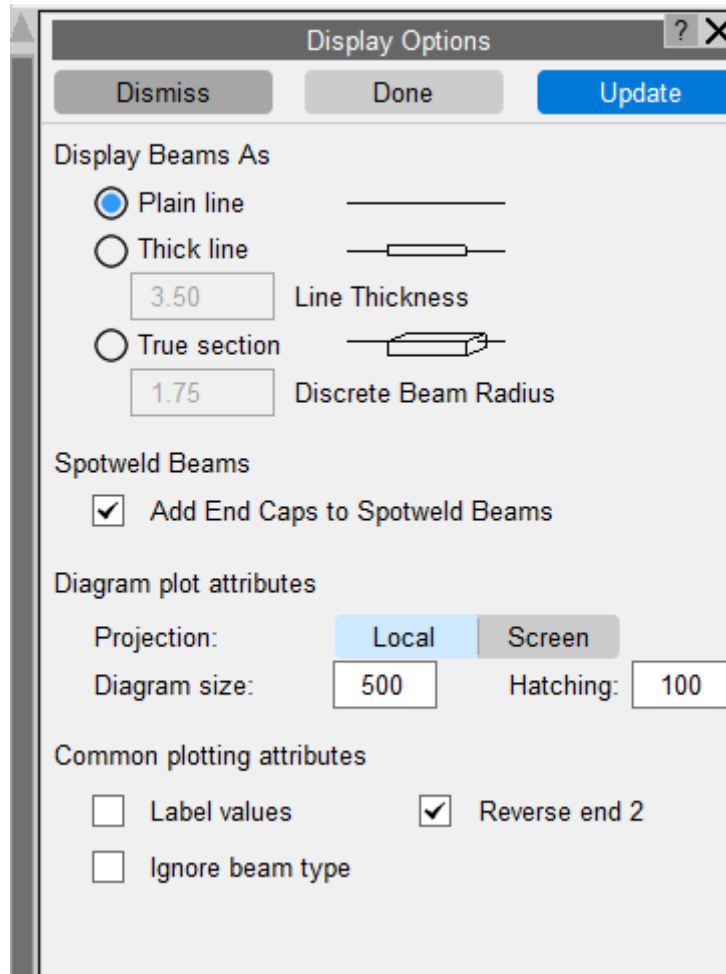 Display Options ?
Dismiss Done Update
Display Beams As
Plain line
Thick line
3.50 Line Thickness
True section
1.75 Discrete Beam Radius
Spotweld Beams
Add End Caps to Spotweld Beams
Diagram plot attributes
Projection: Local Screen
Diagram size: 500 Hatching: 100
Common plotting attributes
Label values Reverse end 2
Ignore beam type